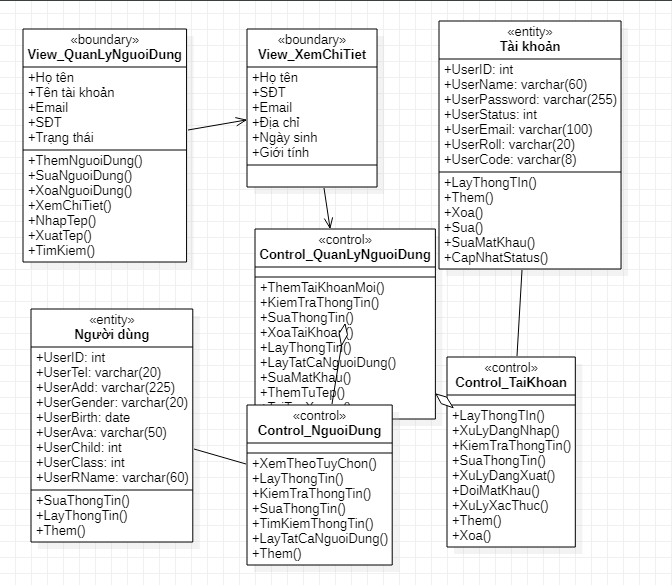 «boundary»
View_QuanLyNguoiDung
+Họ tên
+Tên tài khoản
+Email
+SĐT
+Trạng thái
+ThemNguoiDung()
+SuaNguoiDung()
+XoaNguoiDung()
+XemChiTiet()
+NhapTep()
+XuatTep()
+TimKiem()
«boundary»
View_XemChiTiet
+Họ tên
+SĐT
+Email
+Địa chỉ
+Ngày sinh
+Giới tính
«entity»
Tài khoản
+UserID: int
+UserName: varchar(60)
+UserPassword: varchar(255)
+UserStatus: int
+UserEmail: varchar(100)
+UserRoll: varchar(20)
+UserCode: varchar(8)
+LayThongTIn()
+Them()
+Xoa()
+Sua()
+SuaMatKhau()
+CapNhatStatus()
«control»
Control_QuanLyNguoiDung
+ThemTaiKhoanMoi()
+KiemTraThongTin()
+SuaThongTin()
+XoaTaiKhoan()
+LayThongTin()
+LayTatCaNguoiDung()
+SuaMatKhau()
+ThemTuTep()
«entity»
Người dùng
+UserID: int
+UserTel: varchar(20)
+UserAdd: varchar(225)
+UserGender: varchar(20)
+UserBirth: date
+UserAva: varchar(50)
+UserChild: int
+UserClass: int
+UserRName: varchar(60)
+SuaThongTin()
+LayThongTin()
+Them()
«control»
Control_NguoiDung
+XemTheoTuyChon()
+LayThongTin()
+KiemTraThongTin()
+SuaThongTin()
+TimKiemThongTin()
+LayTatCaNguoiDung()
+Them()
«control»
Control_TaiKhoan
+LayThongTIn()
+XuLyDangNhap()
+KiemTraThongTin()
+SuaThongTin()
+XuLyDangXuat()
+DoiMatKhau()
+XuLyXacThuc()
+Them()
+Xoa()